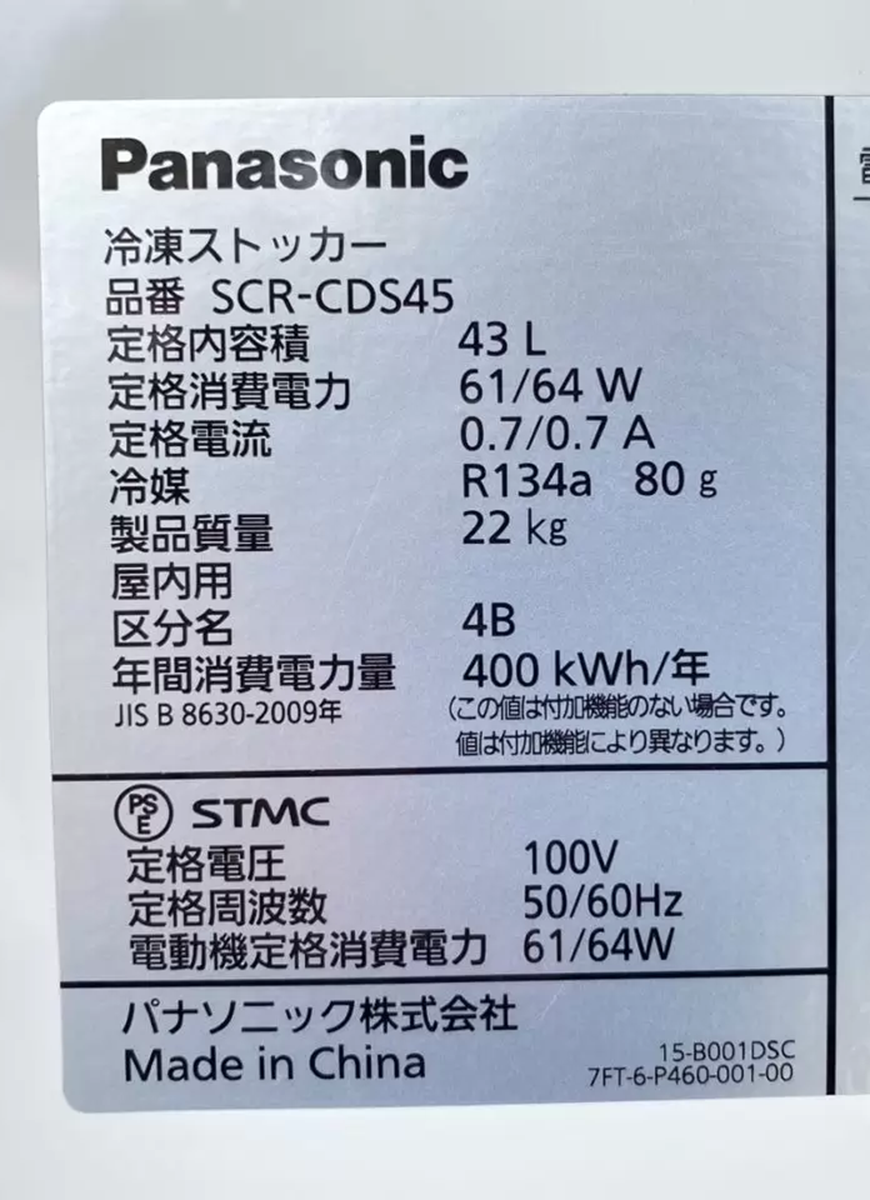 Panasonic
冷凍ストッカー
品番 SCR-CDS45
定格内容積 43 L
定格消費電力 61/64 W
定格電流 0.7/0.7 A
冷媒 R134a 80 g
製品質量 22 kg
屋内用
区分名 4B
年間消費電力量 400 kWh/年
JIS B 8630-2009年 (この値は付加機能のない場合です。
値は付加機能により異なります。)
PSE STMC
定格電圧 100V
定格周波数 50/60Hz
電動機定格消費電力 61/64W
パナソニック株式会社
Made in China
15-B001DSC
7FT-6-P460-001-00